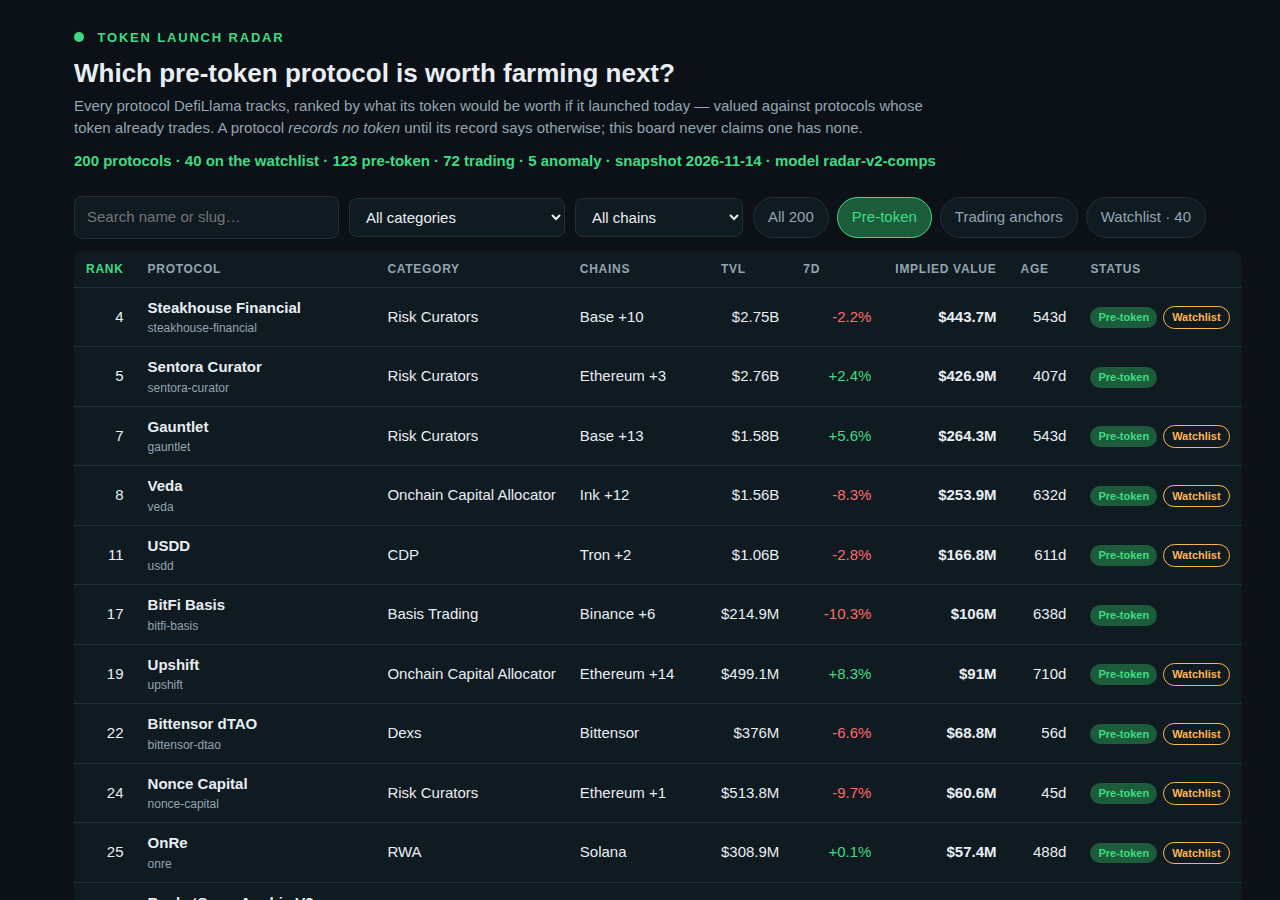 TOKEN LAUNCH RADAR
Which pre-token protocol is worth farming next?
Every protocol DefiLlama tracks, ranked by what its token would be worth if it launched today — valued against protocols whose
token already trades. A protocol records no token until its record says otherwise; this board never claims one has none.
200 protocols · 40 on the watchlist · 123 pre-token · 72 trading · 5 anomaly · snapshot 2026-11-14 · model radar-v2-comps
Search name or slug… All categories All chains All 200 Pre-token Trading anchors Watchlist · 40
RANK PROTOCOL CATEGORY CHAINS TVL 7D IMPLIED VALUE AGE STATUS
4 Steakhouse Financial Risk Curators Base +10 $2.75B -2.2% $443.7M 543d Pre-token Watchlist
steakhouse-financial
5 Sentora Curator Risk Curators Ethereum +3 $2.76B +2.4% $426.9M 407d Pre-token
sentora-curator
7 Gauntlet Risk Curators Base +13 $1.58B +5.6% $264.3M 543d Pre-token Watchlist
gauntlet
8 Veda Onchain Capital Allocator Ink +12 $1.56B -8.3% $253.9M 632d Pre-token Watchlist
veda
11 USDD CDP Tron +2 $1.06B -2.8% $166.8M 611d Pre-token Watchlist
usdd
17 BitFi Basis Basis Trading Binance +6 $214.9M -10.3% $106M 638d Pre-token
bitfi-basis
19 Upshift Onchain Capital Allocator Ethereum +14 $499.1M +8.3% $91M 710d Pre-token Watchlist
upshift
22 Bittensor dTAO Dexs Bittensor $376M -6.6% $68.8M 56d Pre-token Watchlist
bittensor-dtao
24 Nonce Capital Risk Curators Ethereum +1 $513.8M -9.7% $60.6M 45d Pre-token Watchlist
nonce-capital
25 OnRe RWA Solana $308.9M +0.1% $57.4M 488d Pre-token Watchlist
onre